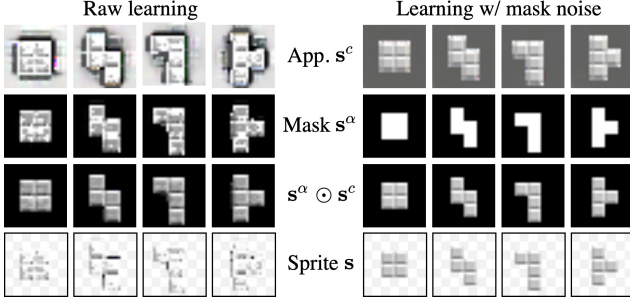 Raw learning
Learning w/ mask noise
App. s^c
Mask s^α
s^α ⊙ s^c
Sprite s